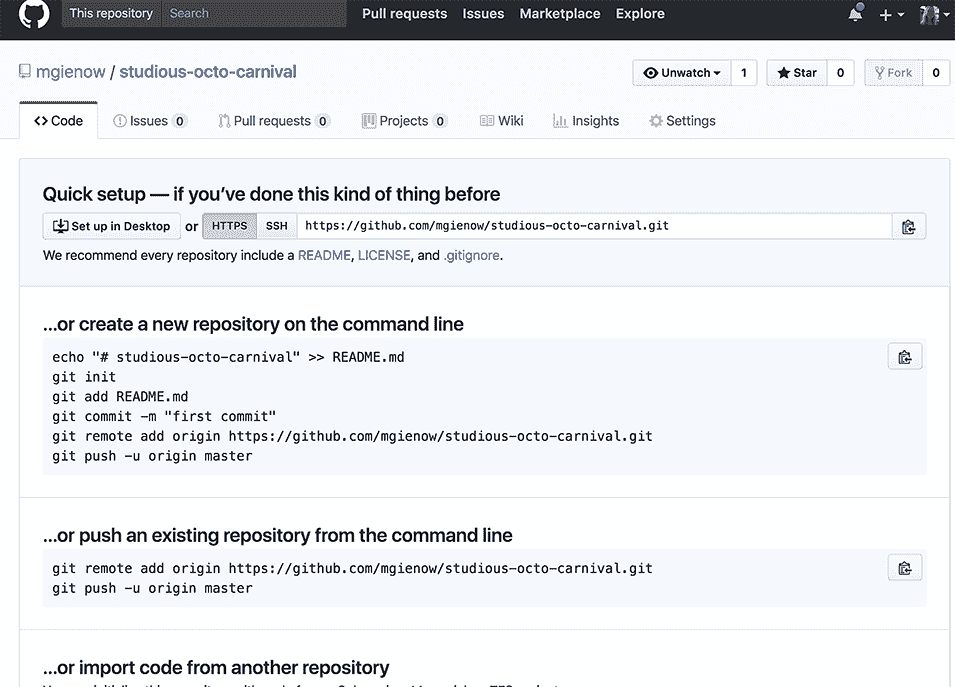 This repository Search Pull requests Issues Marketplace Explore
mgienow / studious-octo-carnival Unwatch 1 Star 0 Fork 0
Code Issues 0 Pull requests 0 Projects 0 Wiki Insights Settings
Quick setup — if you’ve done this kind of thing before
Set up in Desktop or HTTPS SSH https://github.com/mgienow/studious-octo-carnival.git
We recommend every repository include a README, LICENSE, and .gitignore.
…or create a new repository on the command line
echo "# studious-octo-carnival" >> README.md
git init
git add README.md
git commit -m "first commit"
git remote add origin https://github.com/mgienow/studious-octo-carnival.git
git push -u origin master
…or push an existing repository from the command line
git remote add origin https://github.com/mgienow/studious-octo-carnival.git
git push -u origin master
…or import code from another repository